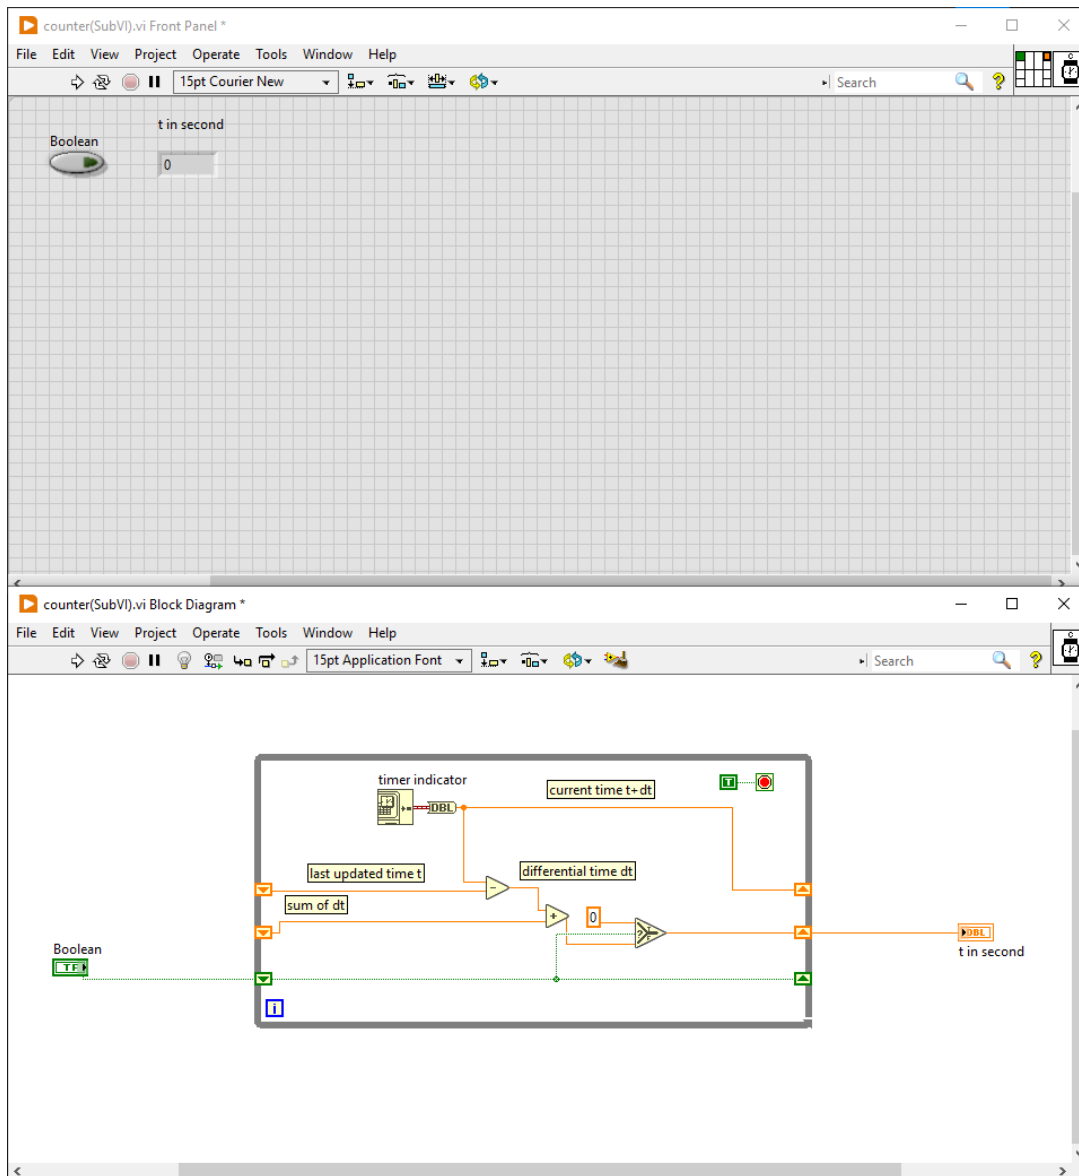 counter(SubVI).vi Front Panel *
File Edit View Project Operate Tools Window Help
15pt Courier New
Search
t in second
Boolean
0
counter(SubVI).vi Block Diagram *
File Edit View Project Operate Tools Window Help
15pt Application Font
Search
timer indicator
DBL
T
current time t+dt
last updated time t
differential time dt
sum of dt
0
Boolean
TF
DBL
t in second
i